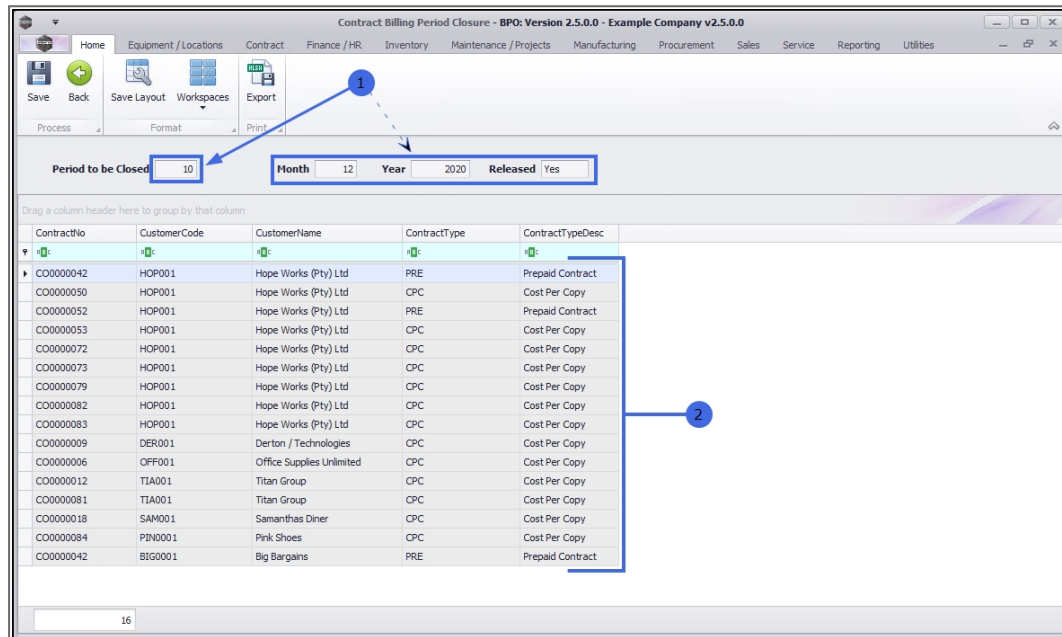 Contract Billing Period Closure - BPO: Version 2.5.0.0 - Example Company v2.5.0.0
Home Equipment / Locations Contract Finance / HR Inventory Maintenance / Projects Manufacturing Procurement Sales Service Reporting Utilities
Save Back Save Layout Workspaces Export
Process Format Print
1
Period to be Closed 10 Month 12 Year 2020 Released Yes
Drag a column header here to group by that column
ContractNo CustomerCode CustomerName ContractType ContractTypeDesc
CO0000042 HOP001 Hope Works (Pty) Ltd PRE Prepaid Contract
CO0000050 HOP001 Hope Works (Pty) Ltd CPC Cost Per Copy
CO0000052 HOP001 Hope Works (Pty) Ltd PRE Prepaid Contract
CO0000053 HOP001 Hope Works (Pty) Ltd CPC Cost Per Copy
CO0000072 HOP001 Hope Works (Pty) Ltd CPC Cost Per Copy
CO0000073 HOP001 Hope Works (Pty) Ltd CPC Cost Per Copy
CO0000079 HOP001 Hope Works (Pty) Ltd CPC Cost Per Copy
CO0000082 HOP001 Hope Works (Pty) Ltd CPC Cost Per Copy
CO0000083 HOP001 Hope Works (Pty) Ltd CPC Cost Per Copy
2
CO0000009 DER001 Derton / Technologies CPC Cost Per Copy
CO0000006 OFF001 Office Supplies Unlimited CPC Cost Per Copy
CO0000012 TIA001 Titan Group CPC Cost Per Copy
CO0000081 TIA001 Titan Group CPC Cost Per Copy
CO0000018 SAM001 Samanthas Diner CPC Cost Per Copy
CO0000084 PIN0001 Pink Shoes CPC Cost Per Copy
CO0000042 BIG0001 Big Bargains PRE Prepaid Contract
16